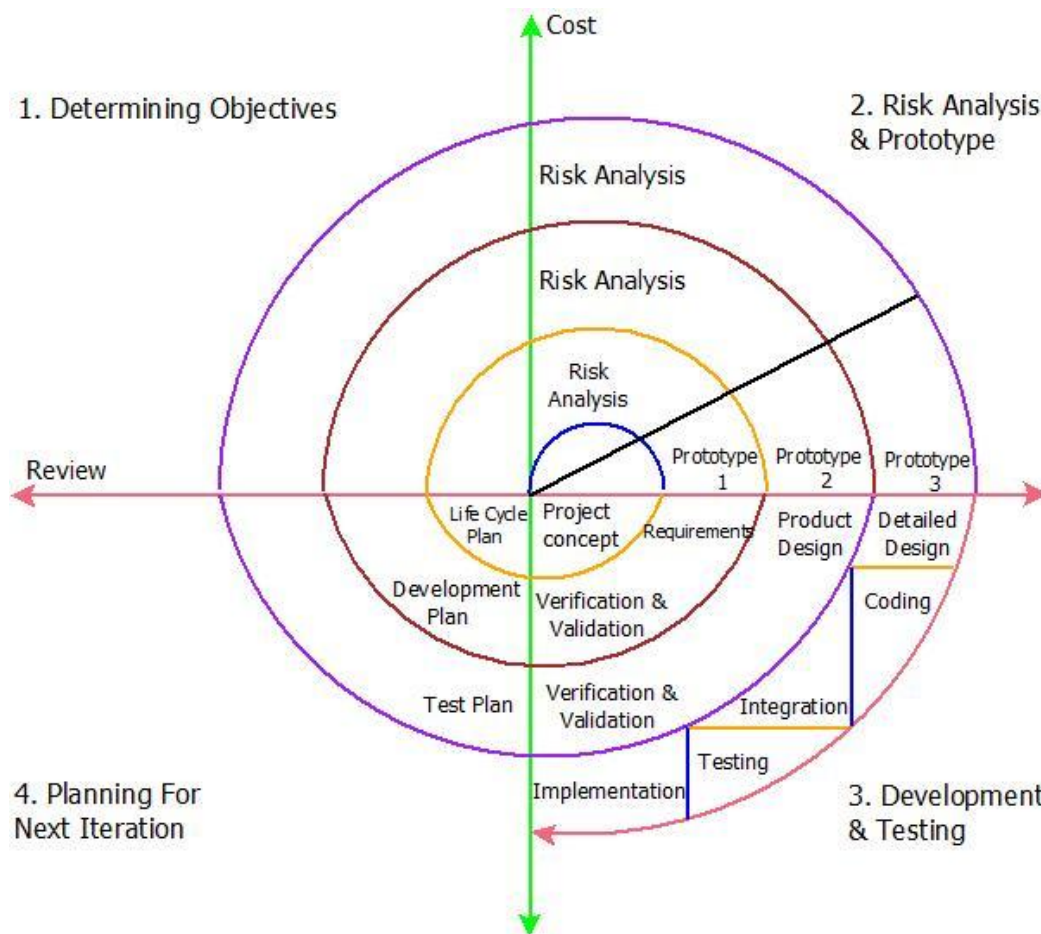 Cost
1. Determining Objectives
2. Risk Analysis
& Prototype
Risk Analysis
Risk Analysis
Risk
Analysis
Review
Prototype
1
Prototype
2
Prototype
3
Life Cycle
Plan
Project
concept
Requirements
Product
Design
Detailed
Design
Development
Plan
Verification &
Validation
Coding
Test Plan
Verification &
Validation
Integration
Testing
Implementation
4. Planning For
Next Iteration
3. Development
& Testing